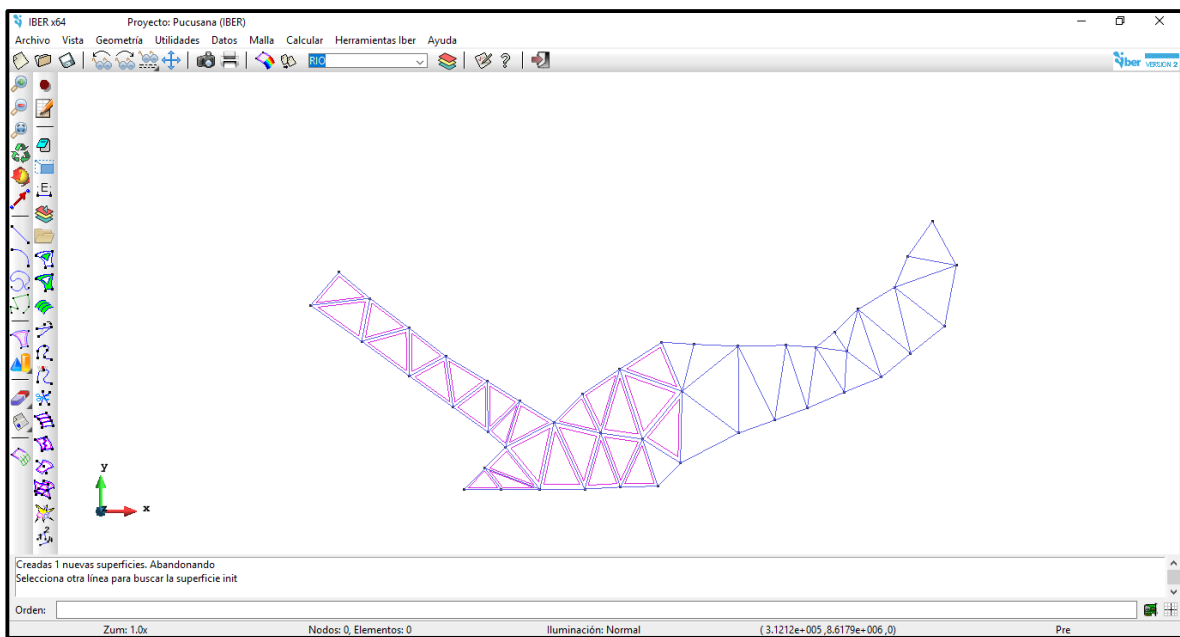 IBER x64 Proyecto: Pucusana (IBER)
Archivo Vista Geometría Utilidades Datos Malla Calcular Herramientas Iber Ayuda
RIO
Iber VERSION 2
E
y
x
Creadas 1 nuevas superficies. Abandonando
Selecciona otra línea para buscar la superficie init
Orden:
Zum: 1.0x Nodos: 0, Elementos: 0 Iluminación: Normal ( 3.1212e+005 ,8.6179e+006 ,0) Pre